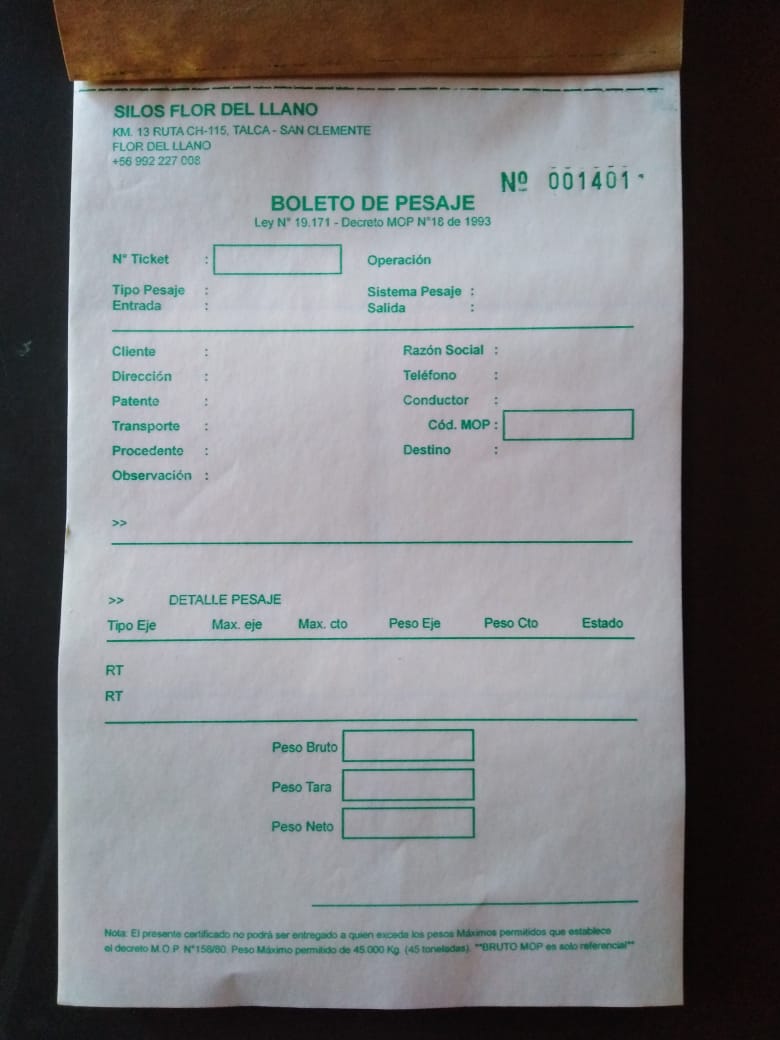 SILOS FLOR DEL LLANO
KM. 13 RUTA CH-115, TALCA - SAN CLEMENTE
FLOR DEL LLANO
+56 992 227 008
Nº 001401
BOLETO DE PESAJE
Ley N° 19.171 - Decreto MOP N°18 de 1993
N° Ticket : Operación
Tipo Pesaje : Sistema Pesaje :
Entrada : Salida :
Cliente : Razón Social :
Dirección : Teléfono :
Patente : Conductor :
Transporte : Cód. MOP :
Procedente : Destino :
Observación :
>>
>> DETALLE PESAJE
Tipo Eje Max. eje Max. cto Peso Eje Peso Cto Estado
RT
RT
Peso Bruto
Peso Tara
Peso Neto
Nota: El presente certificado no podrá ser entregado a quien exceda los pesos Máximos permitidos que establece
el decreto M.O.P. N°158/80. Peso Máximo permitido de 45.000 Kg. (45 toneladas). **BRUTO MOP es solo referencial**